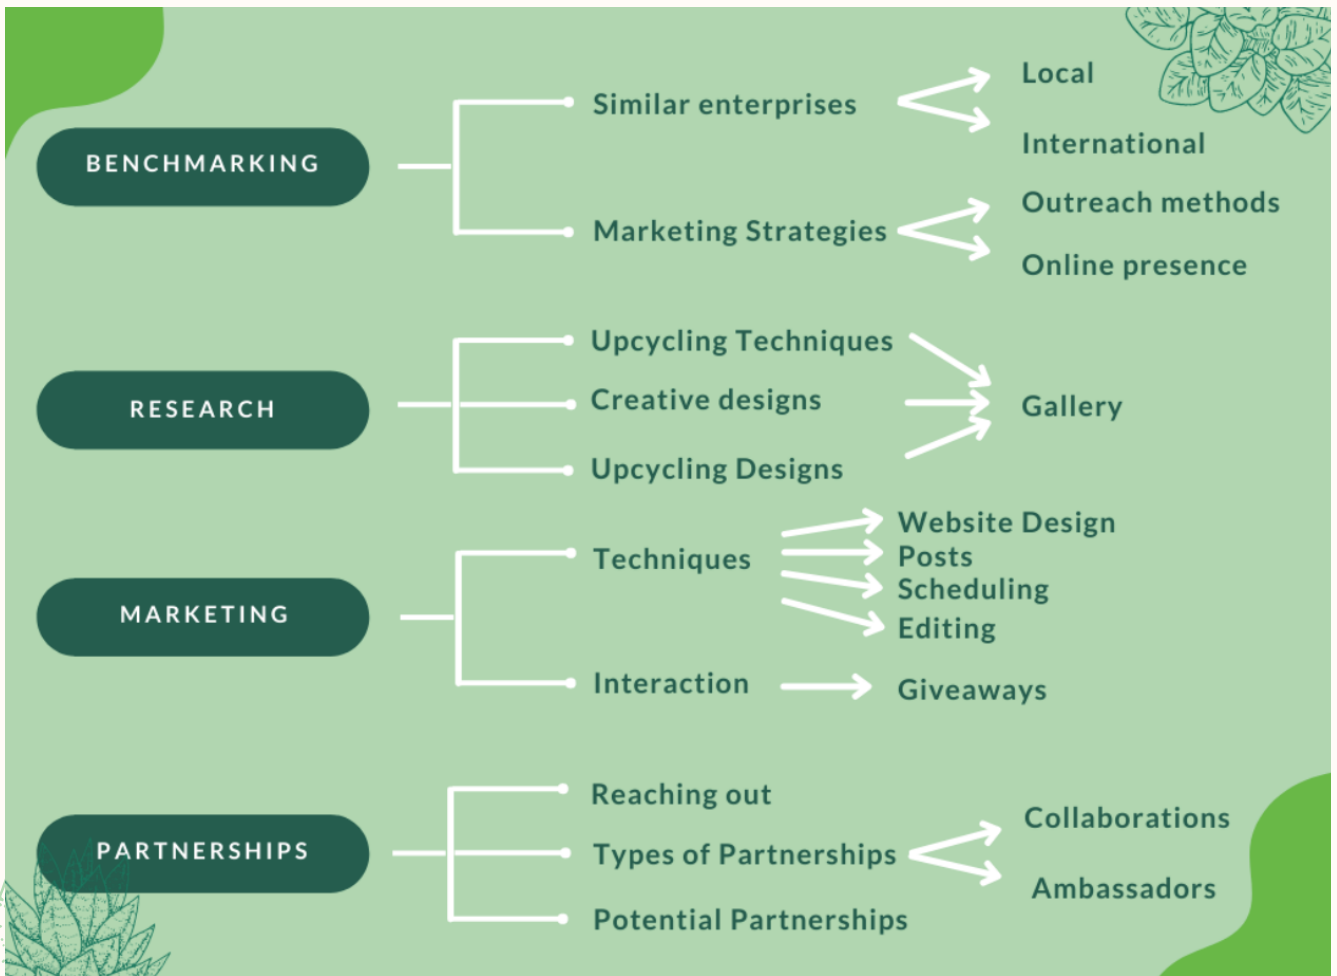 BENCHMARKING
Similar enterprises
Local
International
Marketing Strategies
Outreach methods
Online presence
RESEARCH
Upcycling Techniques
Creative designs
Upcycling Designs
Gallery
MARKETING
Techniques
Website Design
Posts
Scheduling
Editing
Interaction
Giveaways
PARTNERSHIPS
Reaching out
Types of Partnerships
Collaborations
Ambassadors
Potential Partnerships